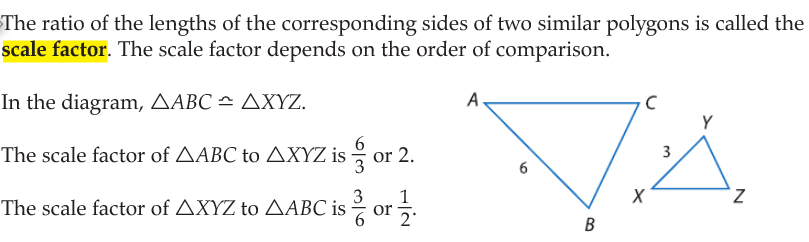 The ratio of the lengths of the corresponding sides of two similar polygons is called the
scale factor. The scale factor depends on the order of comparison.
In the diagram, △ABC ≏ △XYZ.
The scale factor of △ABC to △XYZ is 6/3 or 2.
The scale factor of △XYZ to △ABC is 3/6 or 1/2.
A
C
6
B
Y
3
X
Z